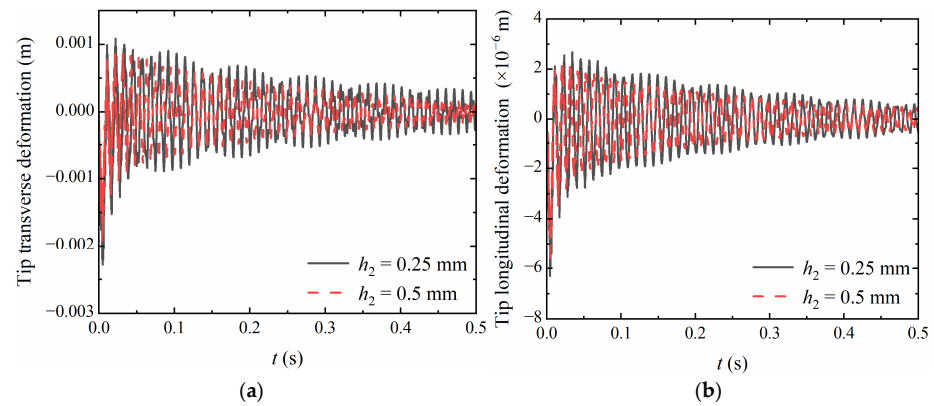 Tip transverse deformation (m)
0.001
0.000
−0.001
−0.002
−0.003
h₂ = 0.25 mm
h₂ = 0.5 mm
0.0 0.1 0.2 0.3 0.4 0.5
t (s)
(a)
Tip longitudinal deformation (×10⁻⁶ m)
4
2
0
−2
−4
−6
−8
h₂ = 0.25 mm
h₂ = 0.5 mm
0.0 0.1 0.2 0.3 0.4 0.5
t (s)
(b)